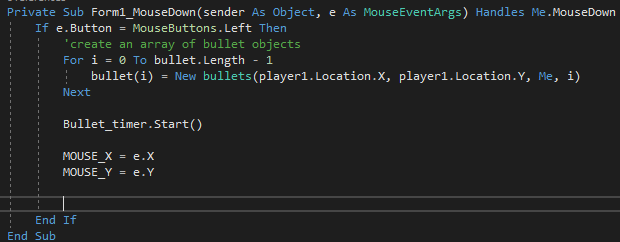 Private Sub Form1_MouseDown(sender As Object, e As MouseEventArgs) Handles Me.MouseDown
If e.Button = MouseButtons.Left Then
'create an array of bullet objects
For i = 0 To bullet.Length - 1
bullet(i) = New bullets(player1.Location.X, player1.Location.Y, Me, i)
Next
Bullet_timer.Start()
MOUSE_X = e.X
MOUSE_Y = e.Y
End If
End Sub